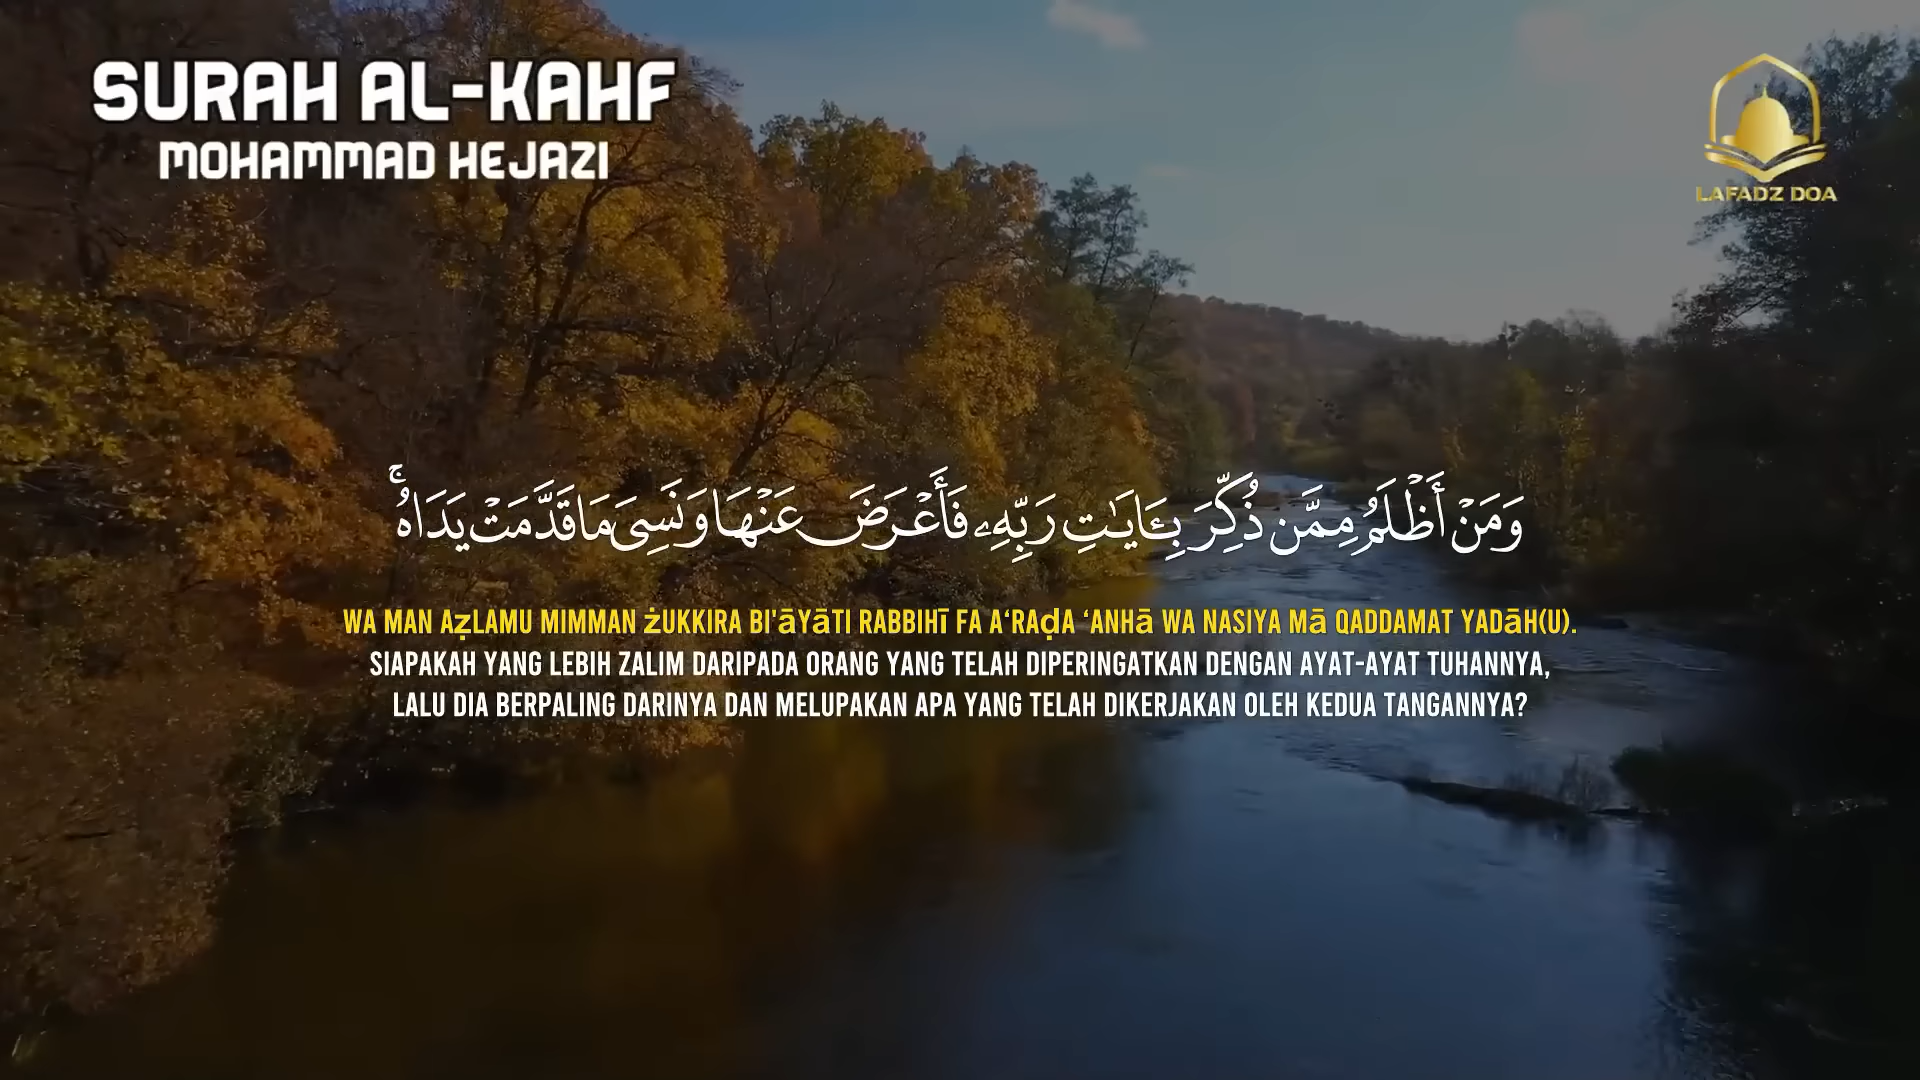 SURAH AL-KAHF
MOHAMMAD HEJAZI
LAFADZ DOA
وَمَنْ أَظْلَمُ مِمَّن ذُكِّرَ بِـَٔايَـٰتِ رَبِّهِۦ فَأَعْرَضَ عَنْهَا وَنَسِىَ مَا قَدَّمَتْ يَدَاهُ ۚ
WA MAN AẓLAMU MIMMAN żUKKIRA BI'āYāTI RABBIHī FA A‘RAḍA ‘ANHā WA NASIYA Mā QADDAMAT YADāH(U).
SIAPAKAH YANG LEBIH ZALIM DARIPADA ORANG YANG TELAH DIPERINGATKAN DENGAN AYAT-AYAT TUHANNYA,
LALU DIA BERPALING DARINYA DAN MELUPAKAN APA YANG TELAH DIKERJAKAN OLEH KEDUA TANGANNYA?